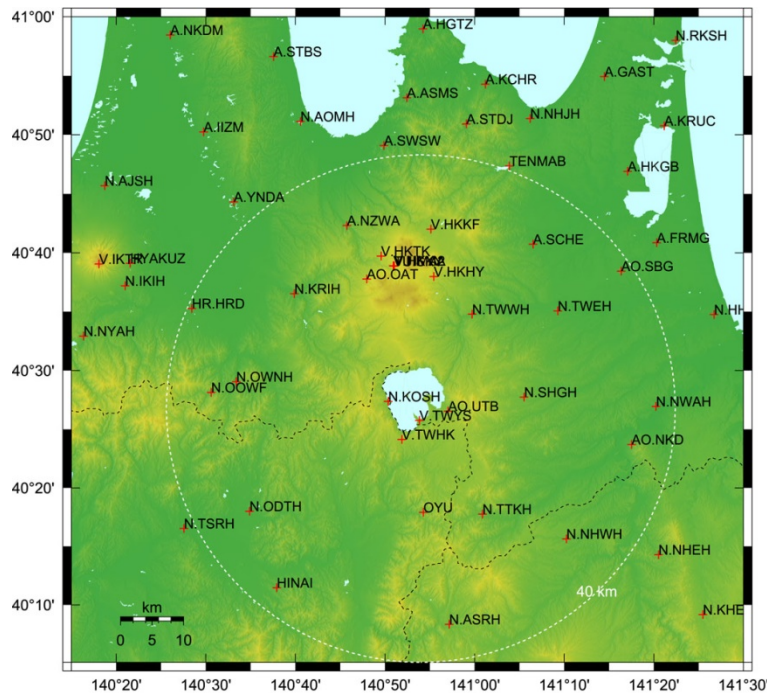 41°00'
40°50'
40°40'
40°30'
40°20'
40°10'
A.NKDM
A.HGTZ
N.RKSH
A.STBS
A.KCHR
A.GAST
A.ASMS
N.AOMH
A.IIZM
A.STDJ
N.NHJH
A.KRUC
A.SWSW
TENMAB
A.HKGB
N.AJSH
A.YNDA
A.NZWA
V.HKKF
A.SCHE
A.FRMG
V.IKTK
IYAKUZ
V.HKTK
AO.OAT
V.HKHY
AO.SBG
N.IKIH
HR.HRD
N.KRIH
N.TWWH
N.TWEH
N.HH
N.NYAH
N.OWNH
N.OOWF
N.KOSH
AO.UTB
V.TWYS
V.TWHK
N.SHGH
N.NWAH
AO.NKD
N.ODTH
N.TSRH
OYU
N.TTKH
N.NHWH
N.NHEH
HINAI
N.ASRH
N.KHE
40 km
km
0 10
140°20' 140°30' 140°40' 140°50' 141°00' 141°10' 141°20' 141°30'